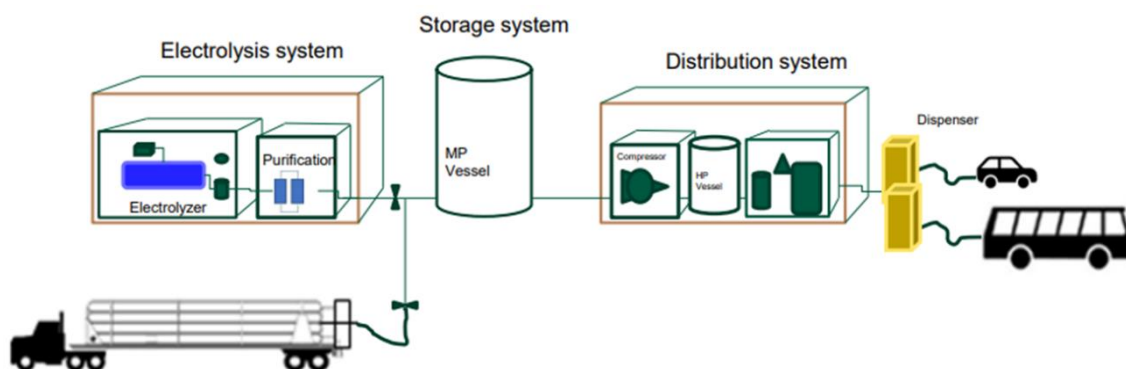 Storage system
Electrolysis system
Distribution system
Dispenser
Purification
MP
Vessel
Compressor
HP
Vessel
Electrolyzer